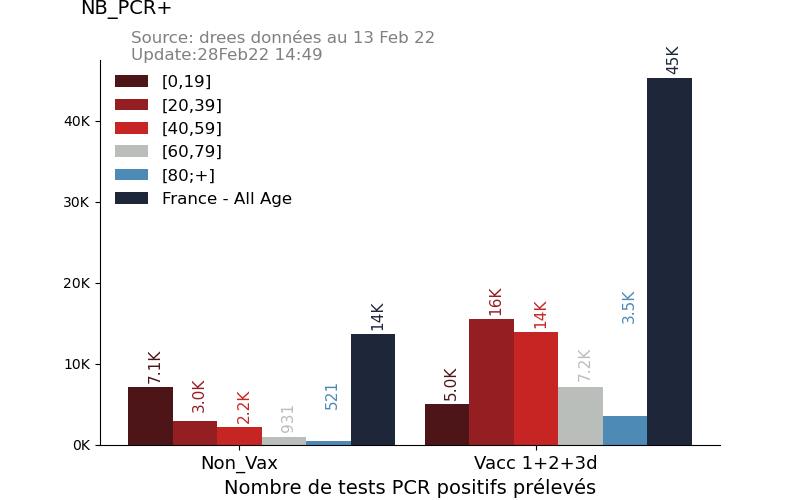 NB_PCR+
Source: drees données au 13 Feb 22
Update:28Feb22 14:49
[0,19]
[20,39]
[40,59]
[60,79]
[80;+]
France - All Age
40K
30K
20K
10K
0K
7.1K
3.0K
2.2K
931
521
14K
5.0K
16K
14K
7.2K
3.5K
45K
Non_Vax
Vacc 1+2+3d
Nombre de tests PCR positifs prélevés